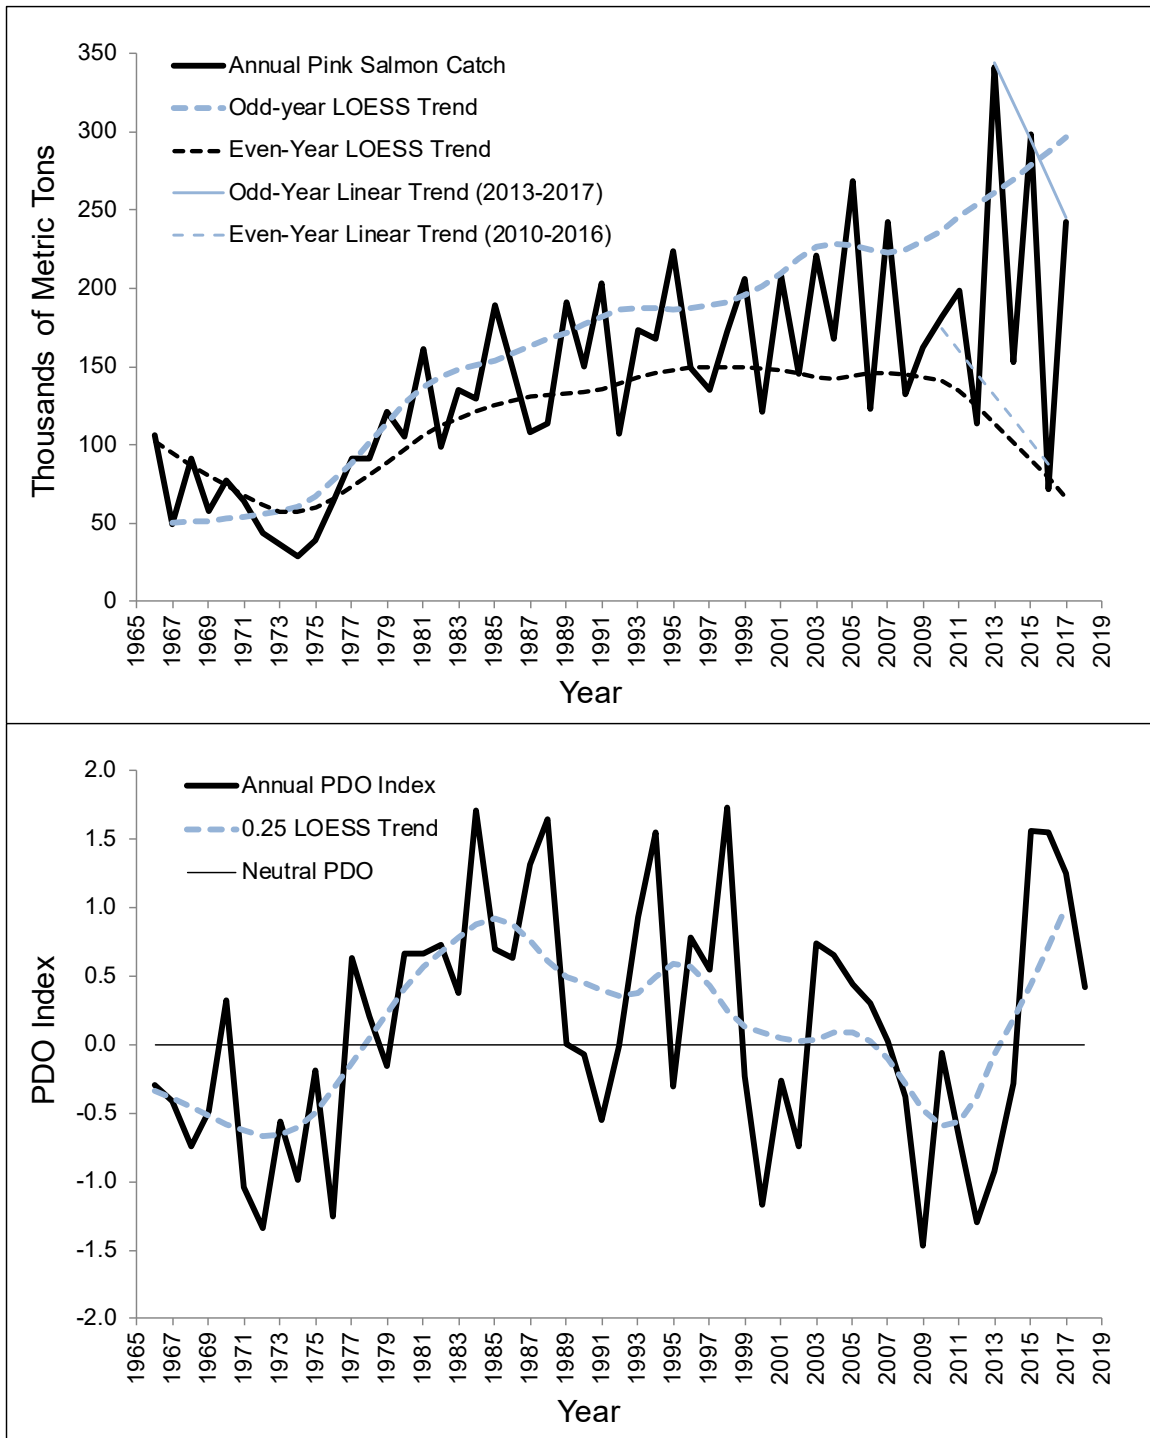 350
300
250
200
150
100
50
0
Thousands of Metric Tons
Annual Pink Salmon Catch
Odd-year LOESS Trend
Even-Year LOESS Trend
Odd-Year Linear Trend (2013-2017)
Even-Year Linear Trend (2010-2016)
1965 1967 1969 1971 1973 1975 1977 1979 1981 1983 1985 1987 1989 1991 1993 1995 1997 1999 2001 2003 2005 2007 2009 2011 2013 2015 2017 2019
Year
2.0
1.5
1.0
0.5
0.0
-0.5
-1.0
-1.5
-2.0
PDO Index
Annual PDO Index
0.25 LOESS Trend
Neutral PDO
1965 1967 1969 1971 1973 1975 1977 1979 1981 1983 1985 1987 1989 1991 1993 1995 1997 1999 2001 2003 2005 2007 2009 2011 2013 2015 2017 2019
Year